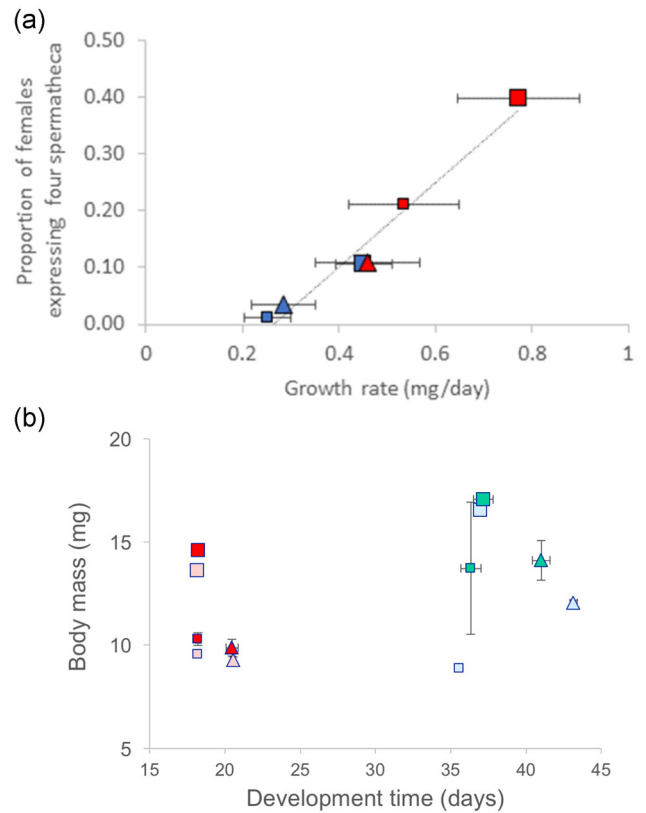 (a)
Proportion of females
expressing four spermatheca
0.50
0.40
0.30
0.20
0.10
0.00
0 0.2 0.4 0.6 0.8 1
Growth rate (mg/day)
(b)
Body mass (mg)
20
15
10
5
15 20 25 30 35 40 45
Development time (days)